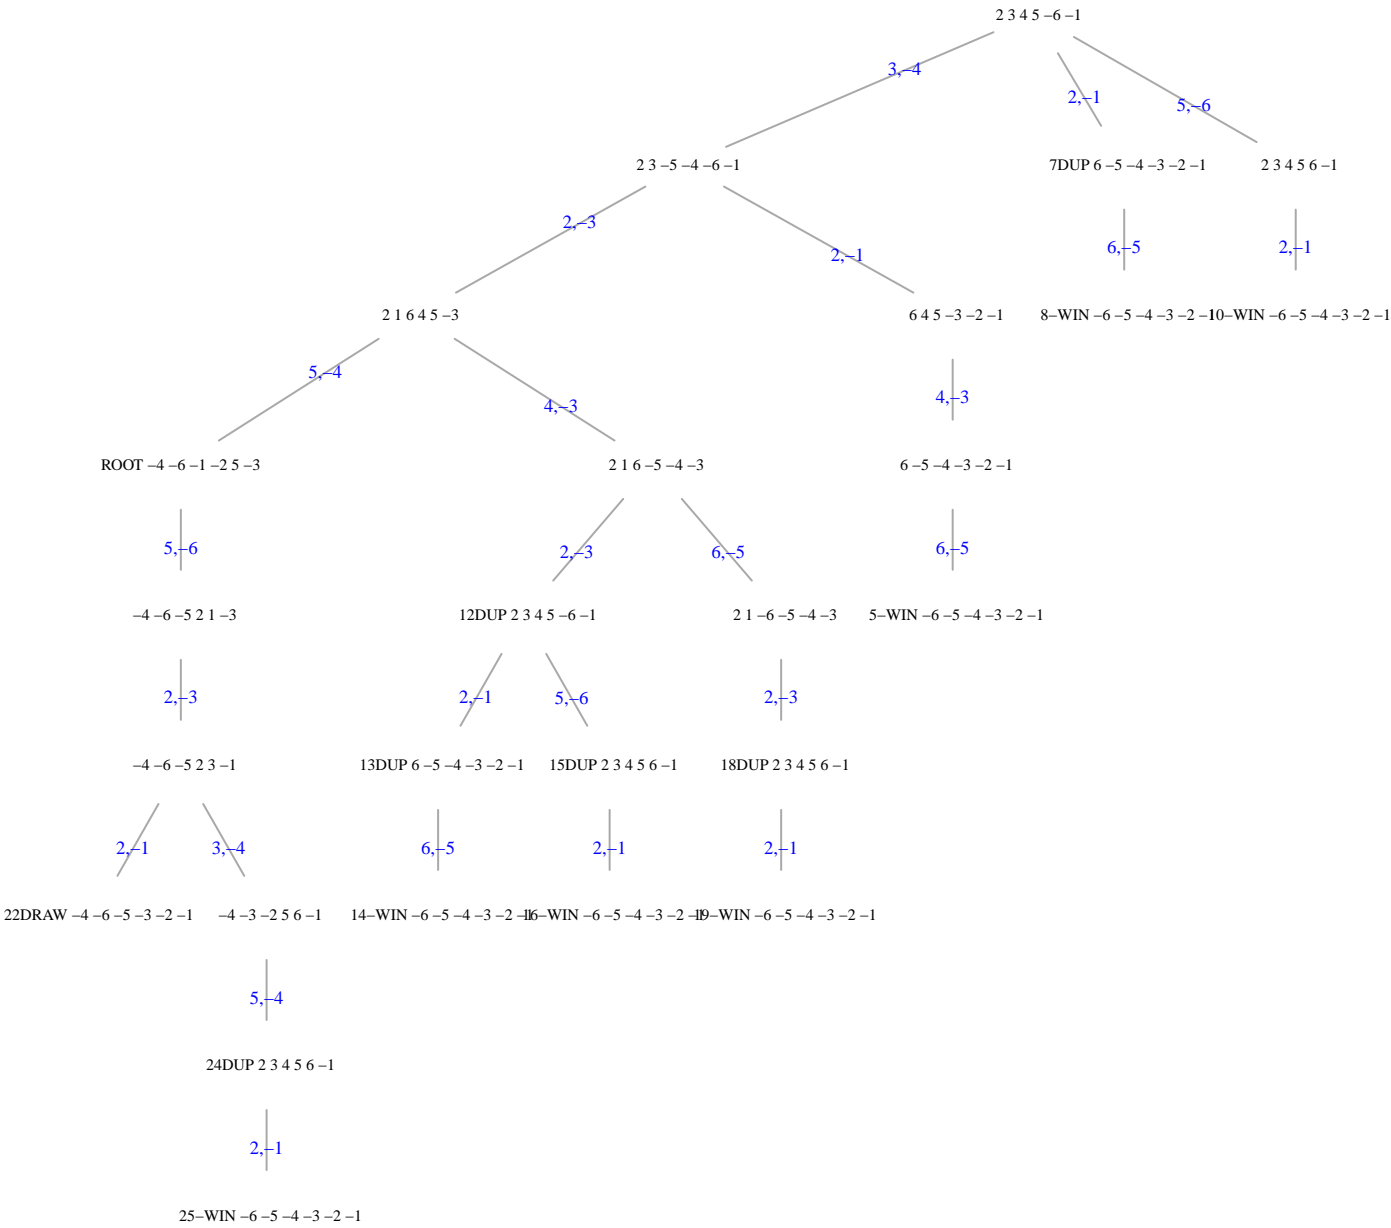 2 3 4 5 −6 −1
3,−4
2,−1
5,−6
2 3 −5 −4 −6 −1
7DUP 6 −5 −4 −3 −2 −1
2 3 4 5 6 −1
2,−3
2,−1
6,−5
2,−1
2 1 6 4 5 −3
6 4 5 −3 −2 −1
8−WIN −6 −5 −4 −3 −2 −1
10−WIN −6 −5 −4 −3 −2 −1
5,−4
4,−3
4,−3
ROOT −4 −6 −1 −2 5 −3
2 1 6 −5 −4 −3
6 −5 −4 −3 −2 −1
5,−6
2,−3
6,−5
6,−5
−4 −6 −5 2 1 −3
12DUP 2 3 4 5 −6 −1
2 1 −6 −5 −4 −3
5−WIN −6 −5 −4 −3 −2 −1
2,−3
2,−1
5,−6
2,−3
−4 −6 −5 2 3 −1
13DUP 6 −5 −4 −3 −2 −1
15DUP 2 3 4 5 6 −1
18DUP 2 3 4 5 6 −1
2,−1
3,−4
6,−5
2,−1
2,−1
22DRAW −4 −6 −5 −3 −2 −1
−4 −3 −2 5 6 −1
14−WIN −6 −5 −4 −3 −2 −1
16−WIN −6 −5 −4 −3 −2 −1
19−WIN −6 −5 −4 −3 −2 −1
5,−4
24DUP 2 3 4 5 6 −1
2,−1
25−WIN −6 −5 −4 −3 −2 −1